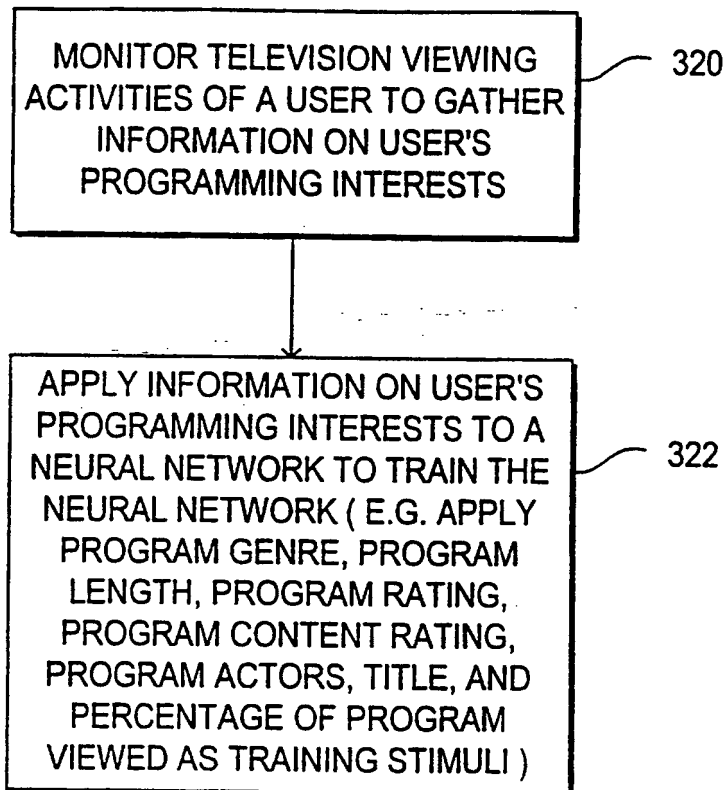 MONITOR TELEVISION VIEWING
ACTIVITIES OF A USER TO GATHER
INFORMATION ON USER'S
PROGRAMMING INTERESTS
320
APPLY INFORMATION ON USER'S
PROGRAMMING INTERESTS TO A
NEURAL NETWORK TO TRAIN THE
NEURAL NETWORK ( E.G. APPLY
PROGRAM GENRE, PROGRAM
LENGTH, PROGRAM RATING,
PROGRAM CONTENT RATING,
PROGRAM ACTORS, TITLE, AND
PERCENTAGE OF PROGRAM
VIEWED AS TRAINING STIMULI )
322